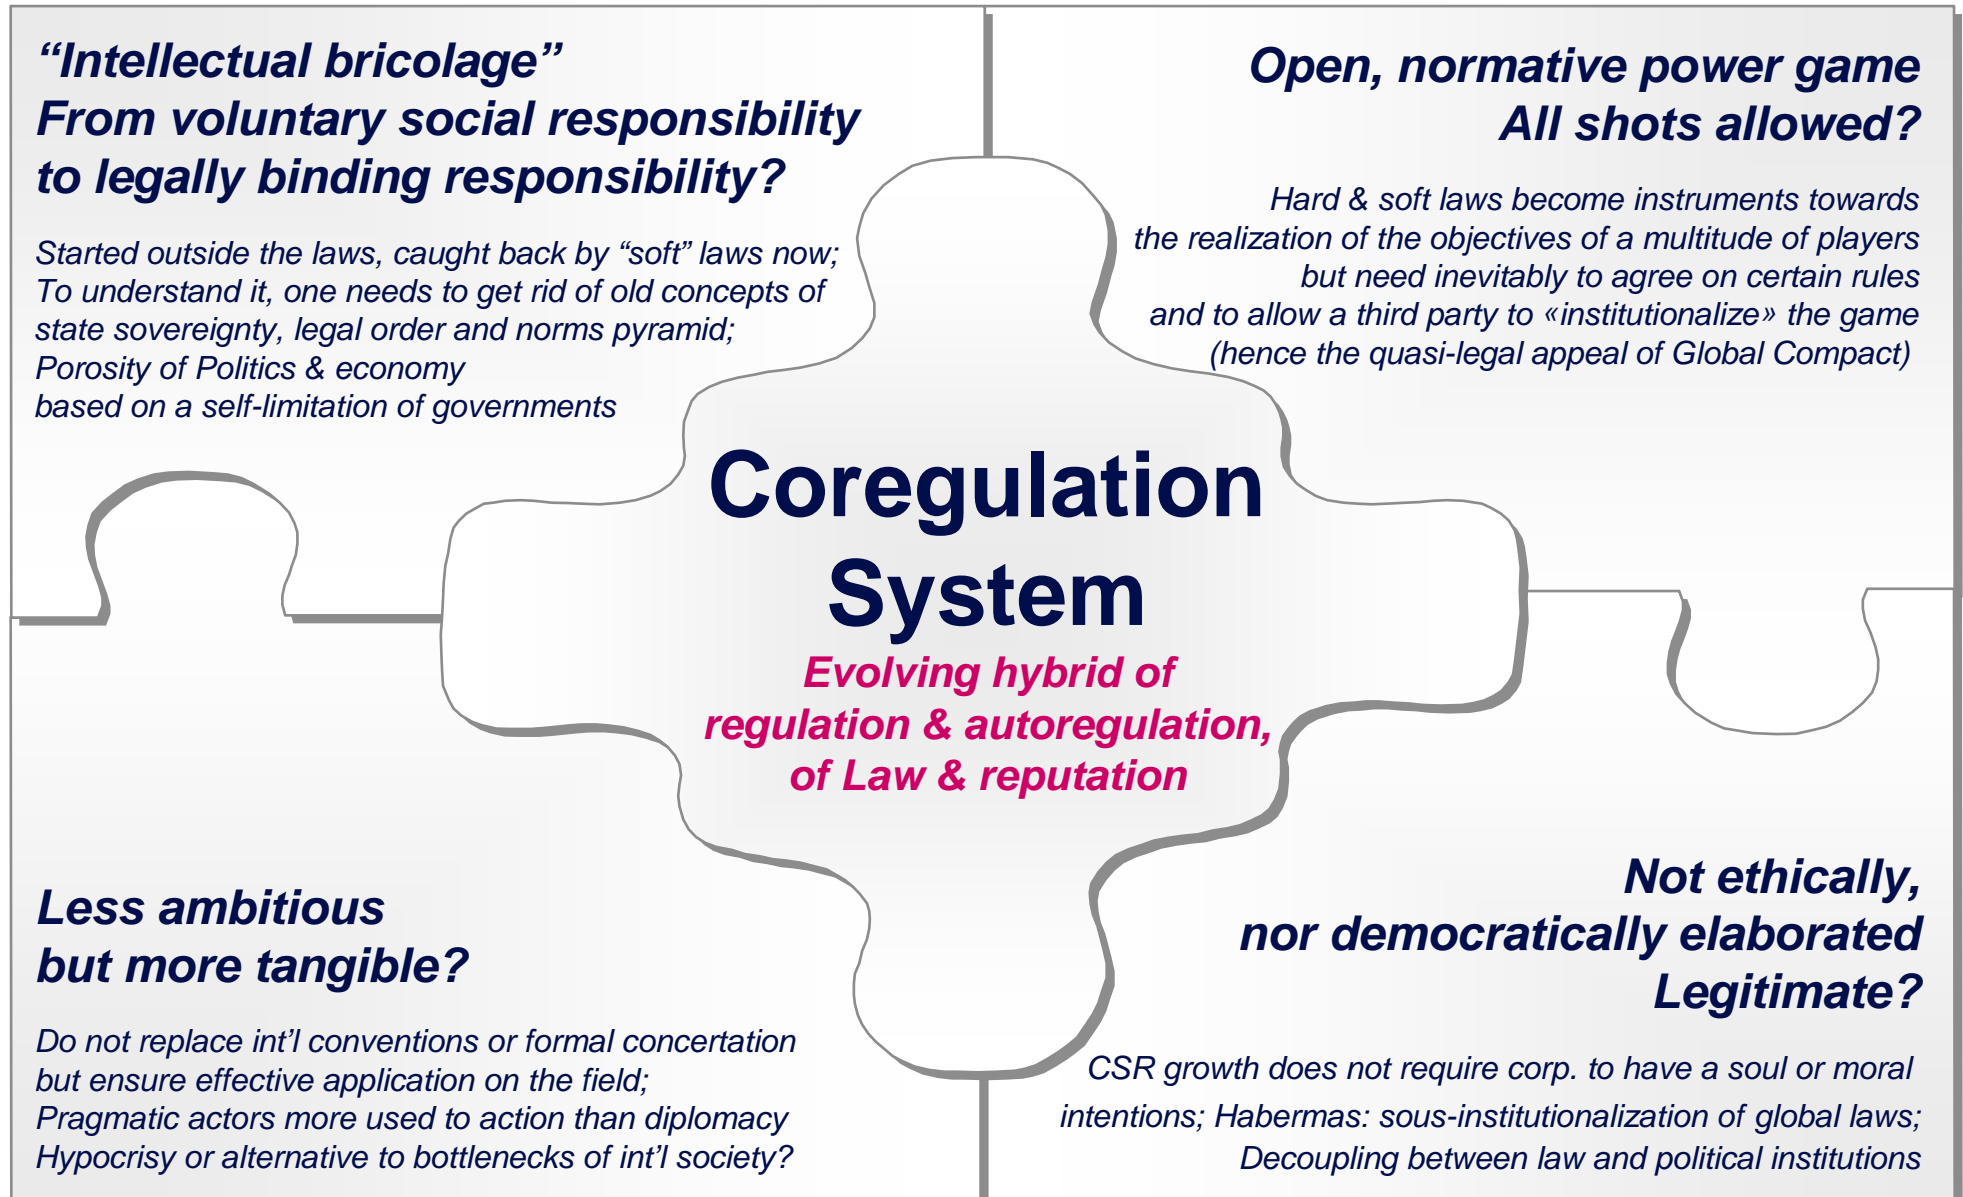 “Intellectual bricolage”
From voluntary social responsibility
to legally binding responsibility?
Started outside the laws, caught back by “soft” laws now;
To understand it, one needs to get rid of old concepts of
state sovereignty, legal order and norms pyramid;
Porosity of Politics & economy
based on a self-limitation of governments
Open, normative power game
All shots allowed?
Hard & soft laws become instruments towards
the realization of the objectives of a multitude of players
but need inevitably to agree on certain rules
and to allow a third party to «institutionalize» the game
(hence the quasi-legal appeal of Global Compact)
Coregulation
System
Evolving hybrid of
regulation & autoregulation,
of Law & reputation
Less ambitious
but more tangible?
Do not replace int’l conventions or formal concertation
but ensure effective application on the field;
Pragmatic actors more used to action than diplomacy
Hypocrisy or alternative to bottlenecks of int’l society?
Not ethically,
nor democratically elaborated
Legitimate?
CSR growth does not require corp. to have a soul or moral
intentions; Habermas: sous-institutionalization of global laws;
Decoupling between law and political institutions